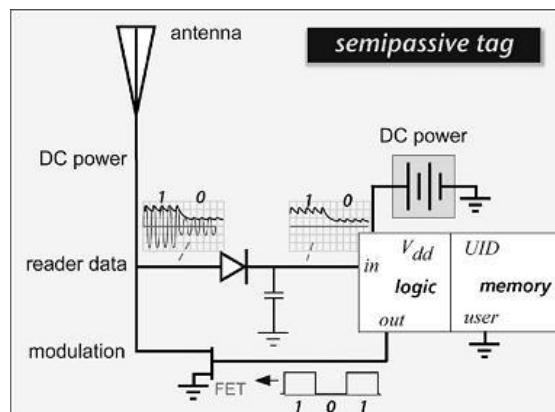 antenna
semipassive tag
DC power
DC power
1 0
1 0
reader data
in
Vdd
UID
logic
memory
out
user
modulation
FET
1 0 1